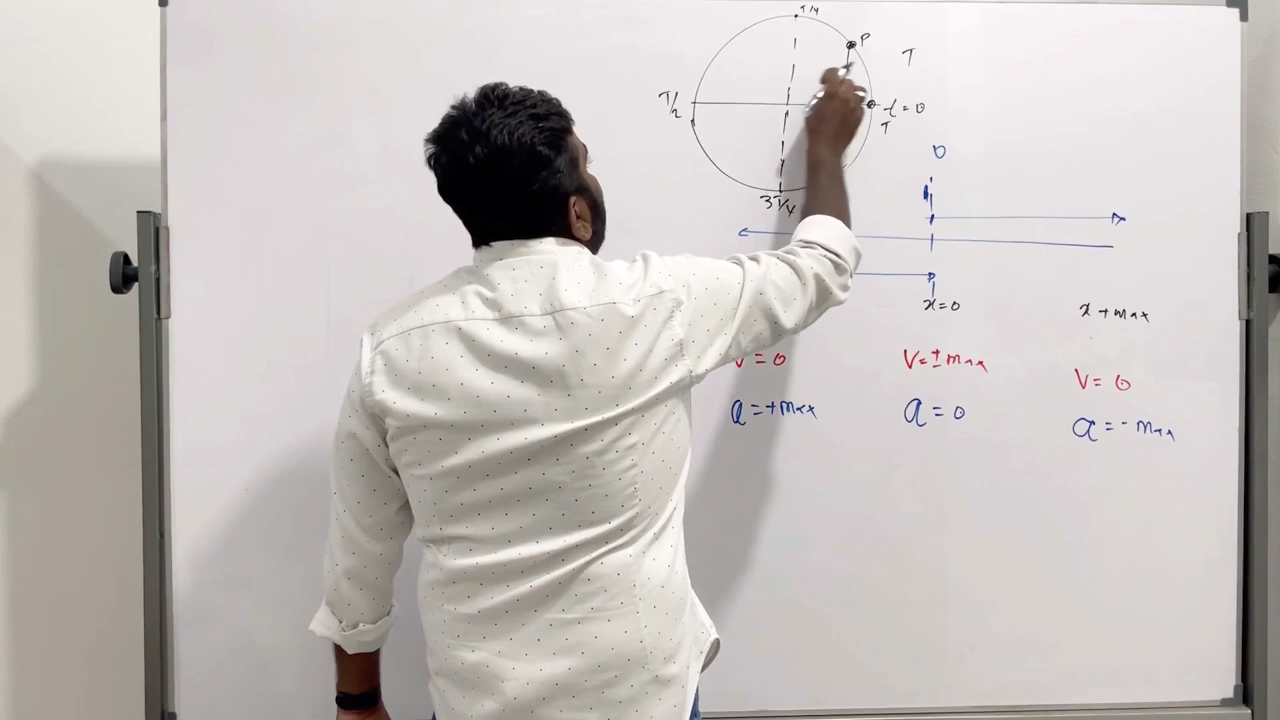 T/4
P
T
T/2
t = 0
T
3T/4
0
x = 0
x + max
V = 0
V = ± max
V = 0
a = + max
a = 0
a = - max